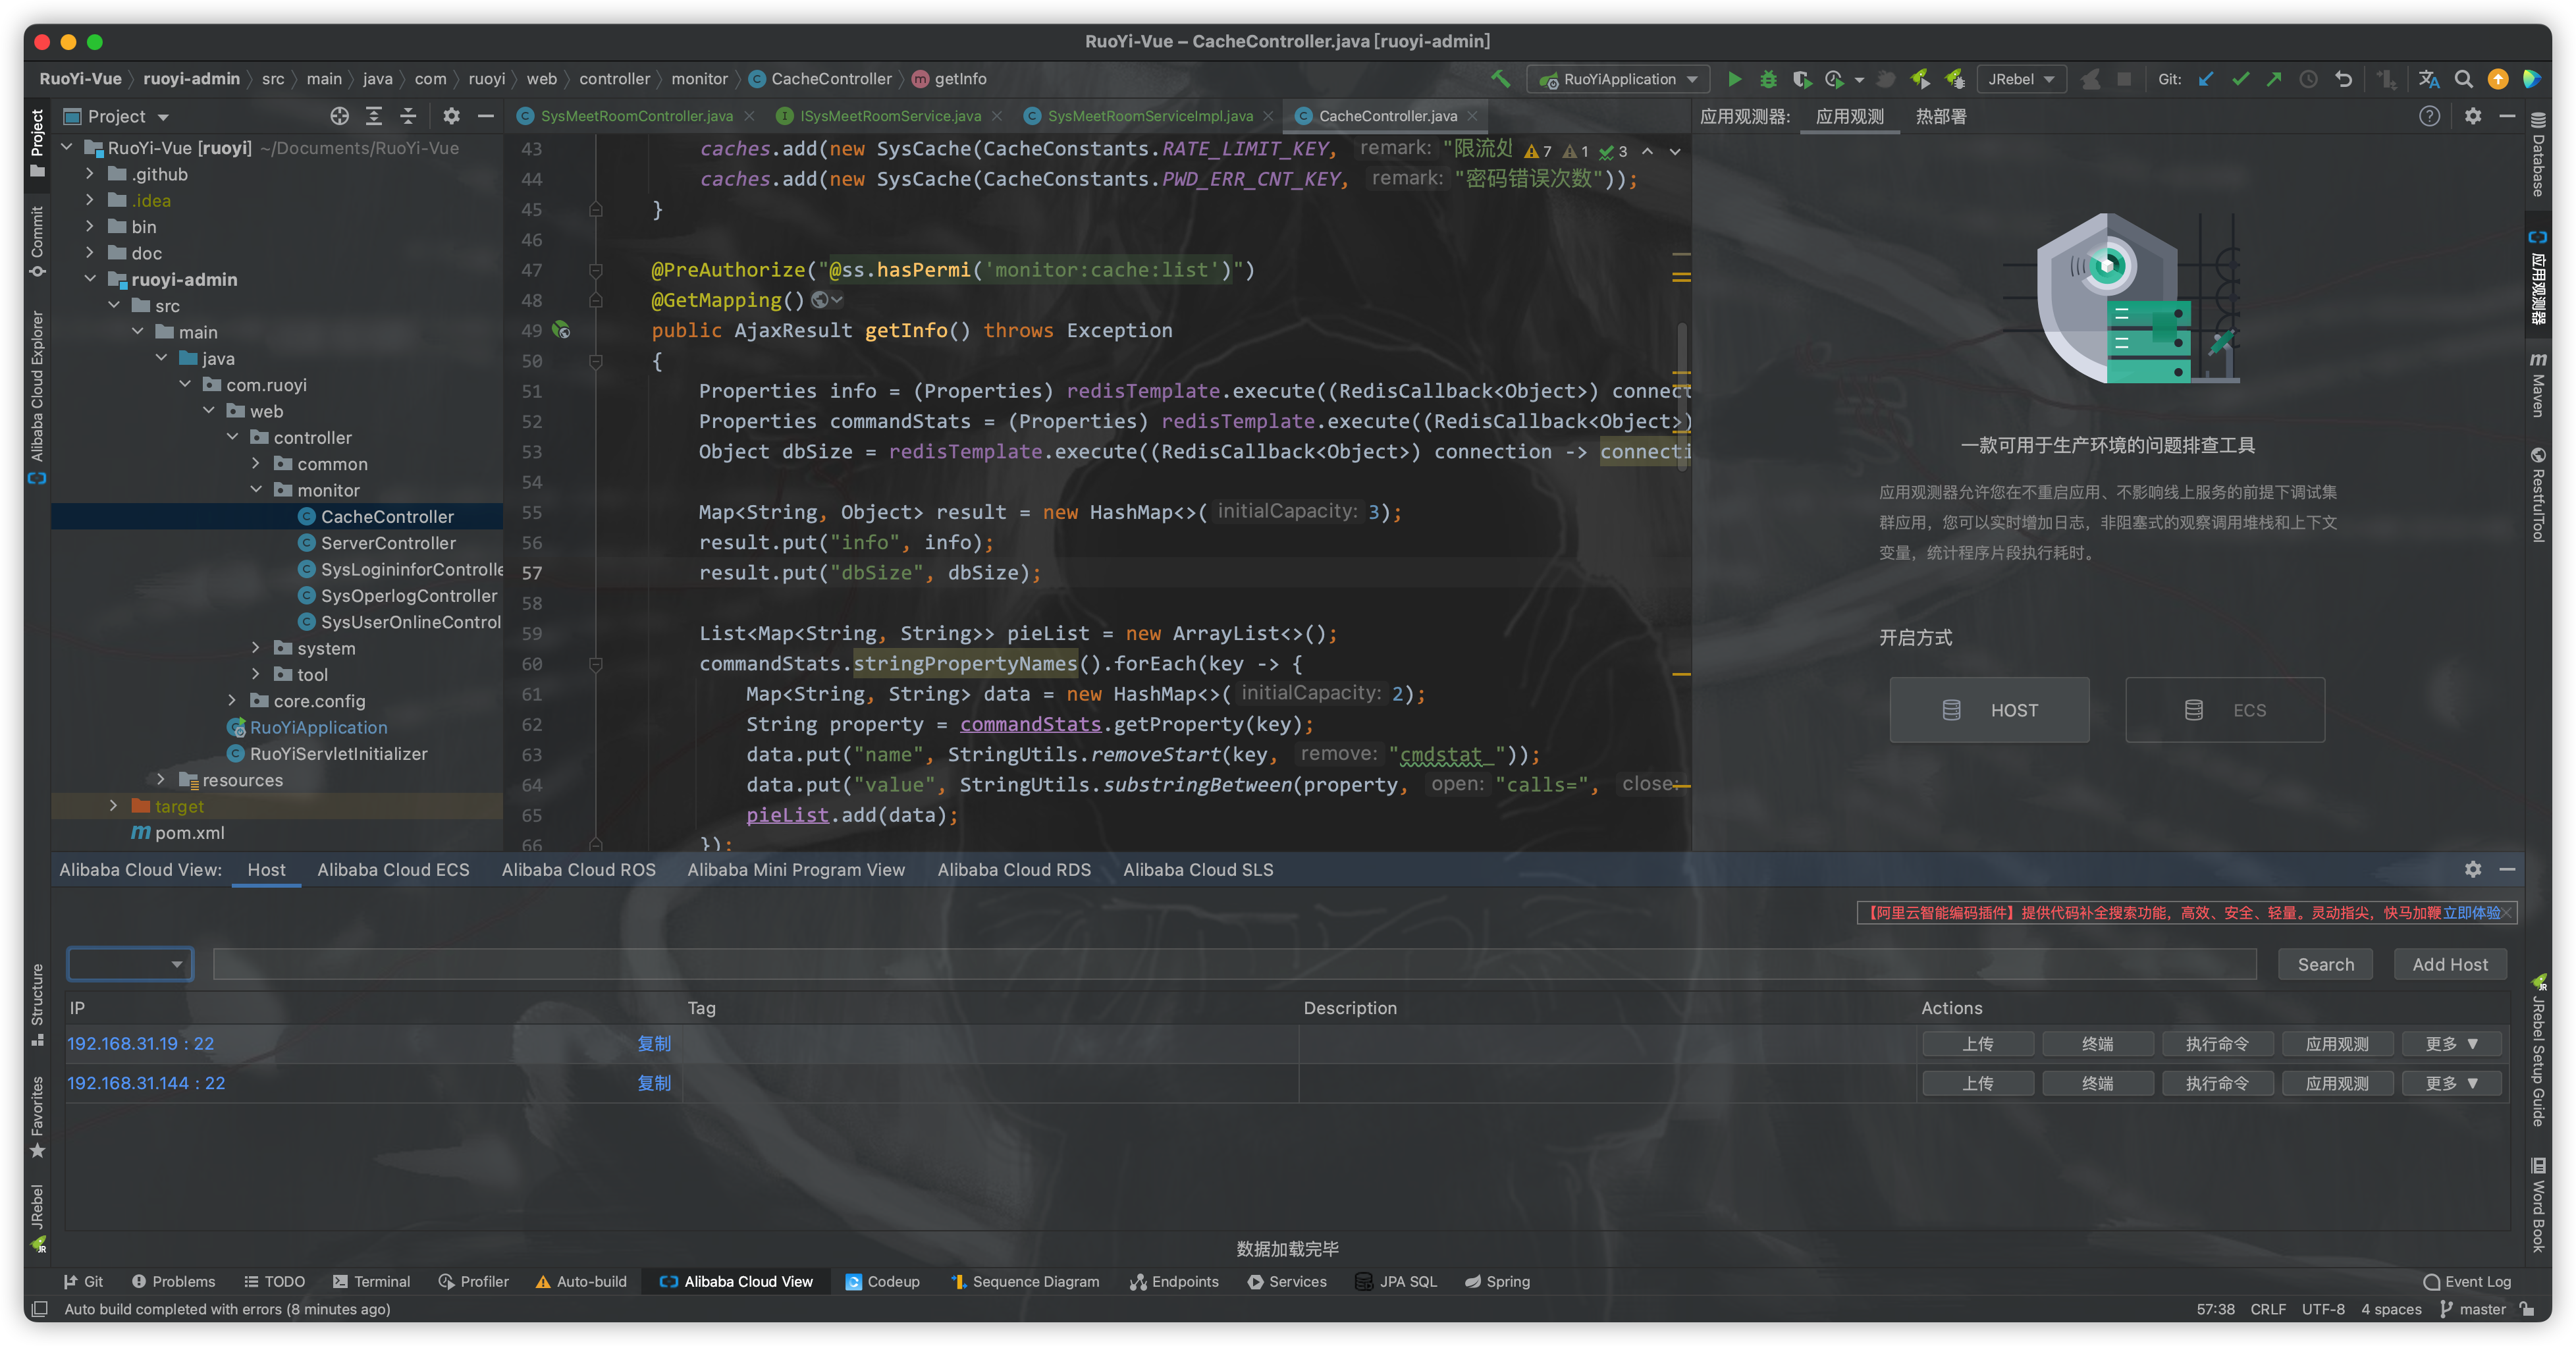 RuoYi-Vue – CacheController.java [ruoyi-admin]
RuoYi-Vue ruoyi-admin src main java com ruoyi web controller monitor CacheController getInfo
RuoYiApplication JRebel Git:
Project
SysMeetRoomController.java ISysMeetRoomService.java SysMeetRoomServiceImpl.java CacheController.java
应用观测器: 应用观测 热部署
Project
Commit
Alibaba Cloud Explorer
Structure
Favorites
JRebel
RuoYi-Vue [ruoyi] ~/Documents/RuoYi-Vue
.github
.idea
bin
doc
ruoyi-admin
src
main
java
com.ruoyi
web
controller
common
monitor
CacheController
ServerController
SysLogininforControlle
SysOperlogController
SysUserOnlineControl
system
tool
core.config
RuoYiApplication
RuoYiServletInitializer
resources
target
pom.xml
7 1 3
43 caches.add(new SysCache(CacheConstants.RATE_LIMIT_KEY, remark: "限流处
44 caches.add(new SysCache(CacheConstants.PWD_ERR_CNT_KEY, remark: "密码错误次数"));
45 }
46
47 @PreAuthorize("@ss.hasPermi('monitor:cache:list')")
48 @GetMapping()
49 public AjaxResult getInfo() throws Exception
50 {
51 Properties info = (Properties) redisTemplate.execute((RedisCallback<Object>) connect
52 Properties commandStats = (Properties) redisTemplate.execute((RedisCallback<Object>)
53 Object dbSize = redisTemplate.execute((RedisCallback<Object>) connection -> connecti
54
55 Map<String, Object> result = new HashMap<>( initialCapacity: 3);
56 result.put("info", info);
57 result.put("dbSize", dbSize);
58
59 List<Map<String, String>> pieList = new ArrayList<>();
60 commandStats.stringPropertyNames().forEach(key -> {
61 Map<String, String> data = new HashMap<>( initialCapacity: 2);
62 String property = commandStats.getProperty(key);
63 data.put("name", StringUtils.removeStart(key, remove: "cmdstat_"));
64 data.put("value", StringUtils.substringBetween(property, open: "calls=", close:
65 pieList.add(data);
66 });
一款可用于生产环境的问题排查工具
应用观测器允许您在不重启应用、不影响线上服务的前提下调试集
群应用，您可以实时增加日志，非阻塞式的观察调用堆栈和上下文
变量，统计程序片段执行耗时。
开启方式
HOST ECS
Database
应用观测器
Maven
RestfulTool
JRebel Setup Guide
Word Book
Alibaba Cloud View: Host Alibaba Cloud ECS Alibaba Cloud ROS Alibaba Mini Program View Alibaba Cloud RDS Alibaba Cloud SLS
【阿里云智能编码插件】提供代码补全搜索功能，高效、安全、轻量。灵动指尖，快马加鞭 立即体验
Search Add Host
IP Tag Description Actions
192.168.31.19 : 22 复制 上传 终端 执行命令 应用观测 更多 ▼
192.168.31.144 : 22 复制 上传 终端 执行命令 应用观测 更多 ▼
数据加载完毕
Git Problems TODO Terminal Profiler Auto-build Alibaba Cloud View Codeup Sequence Diagram Endpoints Services JPA SQL Spring Event Log
Auto build completed with errors (8 minutes ago) 57:38 CRLF UTF-8 4 spaces master